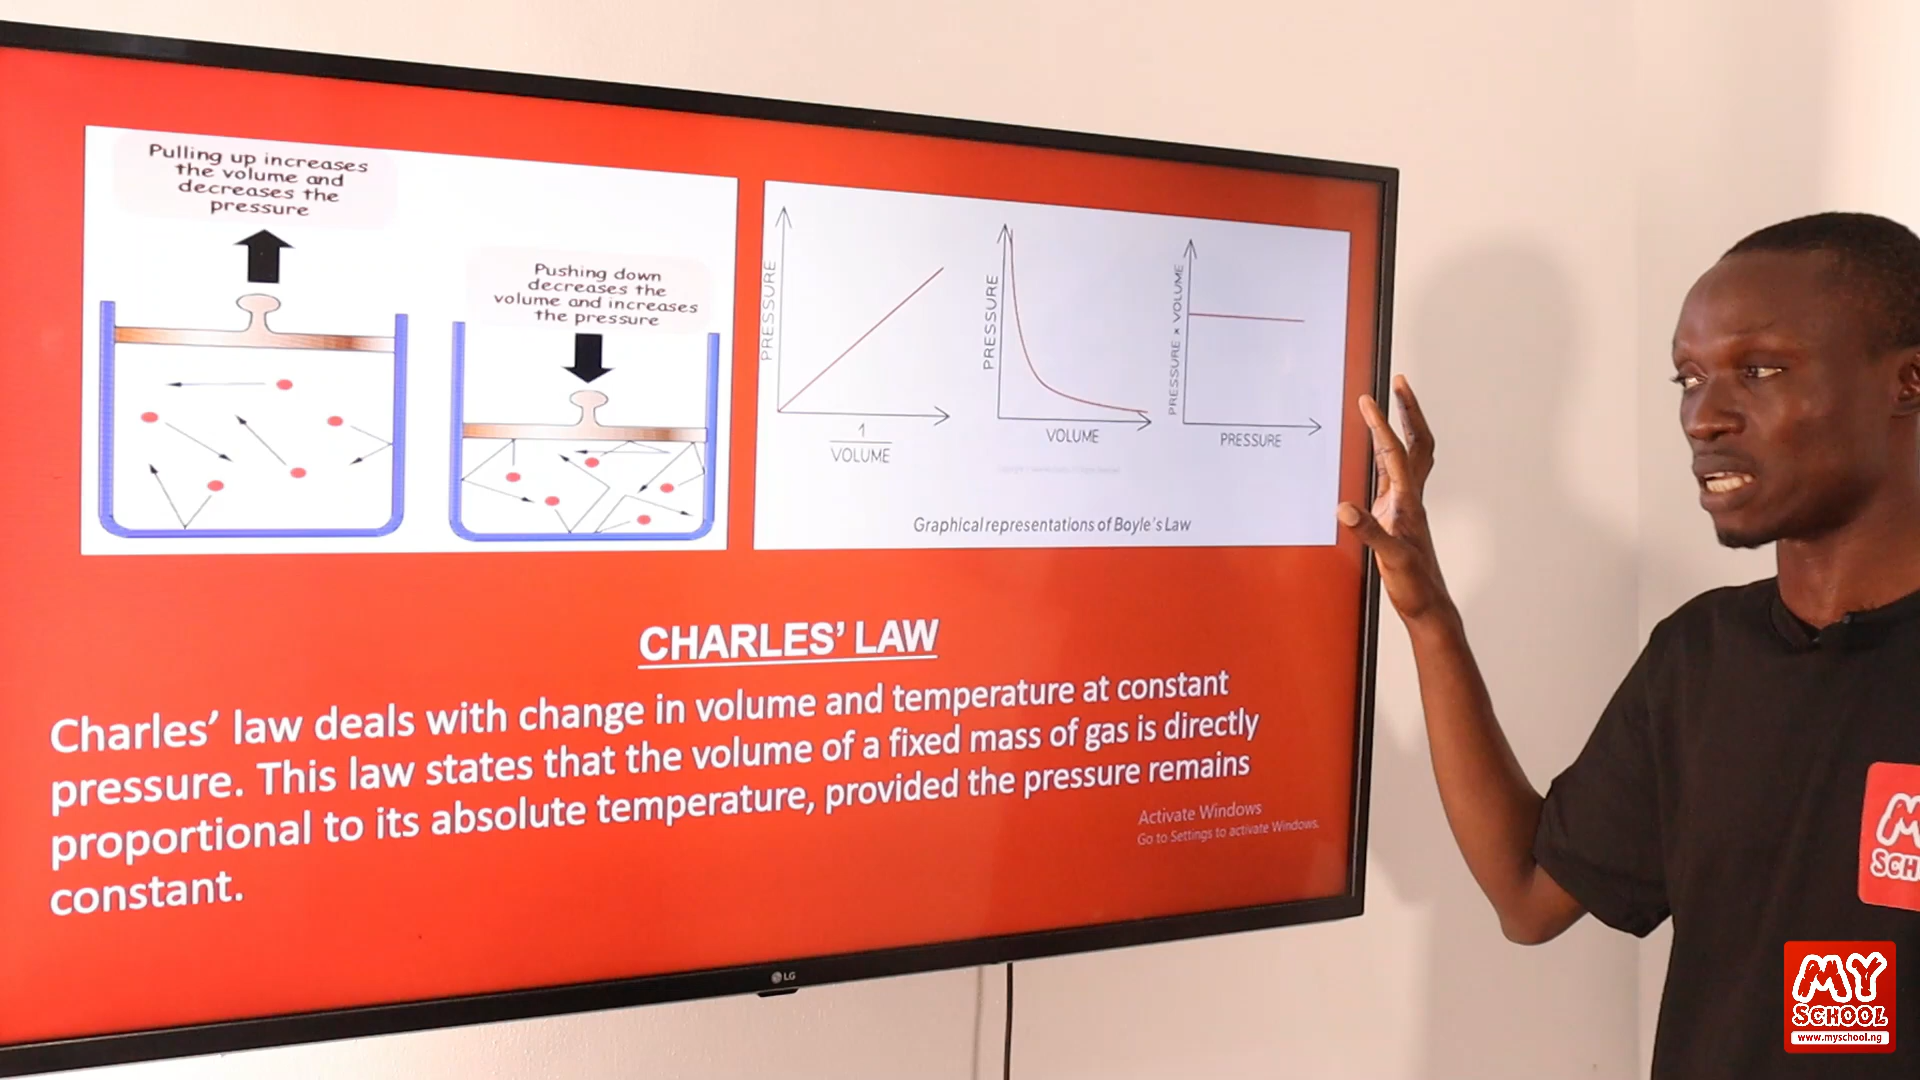 Pulling up increases
the volume and
decreases the
pressure
Pushing down
decreases the
volume and increases
the pressure
PRESSURE
1
VOLUME
PRESSURE
VOLUME
PRESSURE × VOLUME
PRESSURE
Graphical representations of Boyle's Law
CHARLES’ LAW
Charles’ law deals with change in volume and temperature at constant
pressure. This law states that the volume of a fixed mass of gas is directly
proportional to its absolute temperature, provided the pressure remains
constant.
Activate Windows
Go to Settings to activate Windows.
LG
M
SCH
MY
SCHOOL
www.myschool.ng